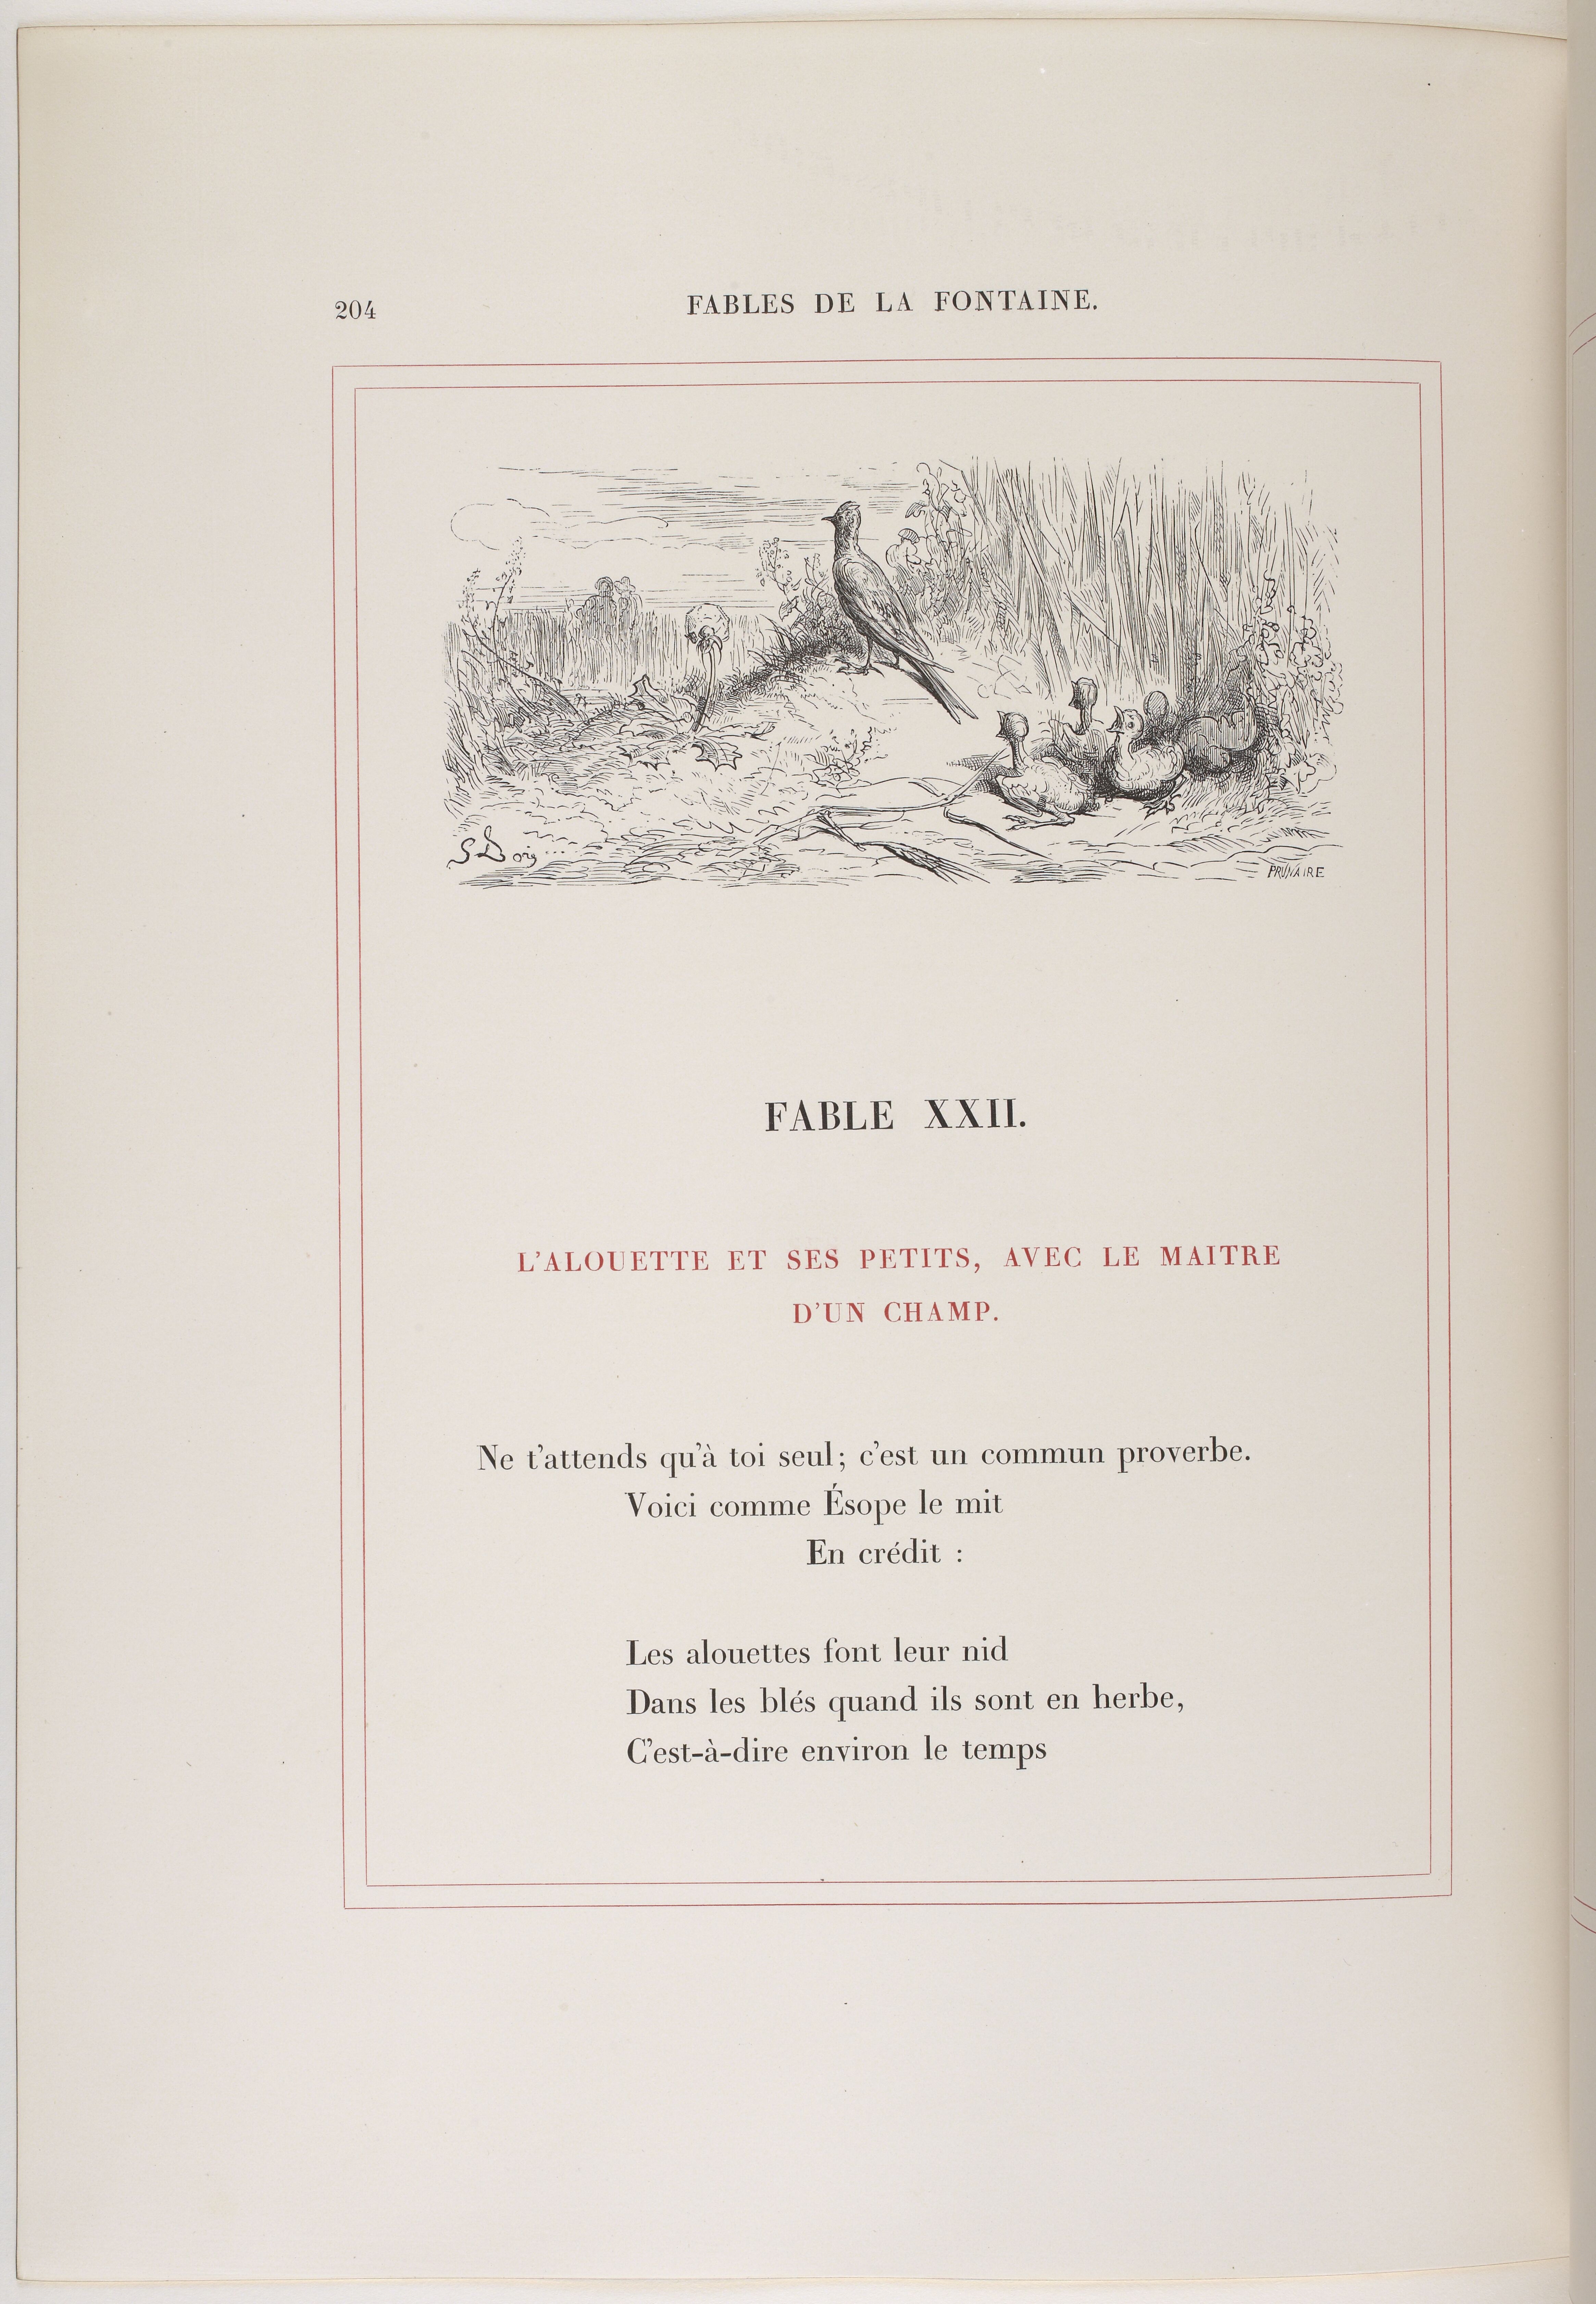 204
FABLES DE LA FONTAINE.
G Doré
PRUNAIRE
FABLE XXII.
L'ALOUETTE ET SES PETITS, AVEC LE MAITRE
D'UN CHAMP.
Ne t'attends qu'à toi seul; c'est un commun proverbe.
Voici comme Ésope le mit
En crédit :
Les alouettes font leur nid
Dans les blés quand ils sont en herbe,
C'est-à-dire environ le temps